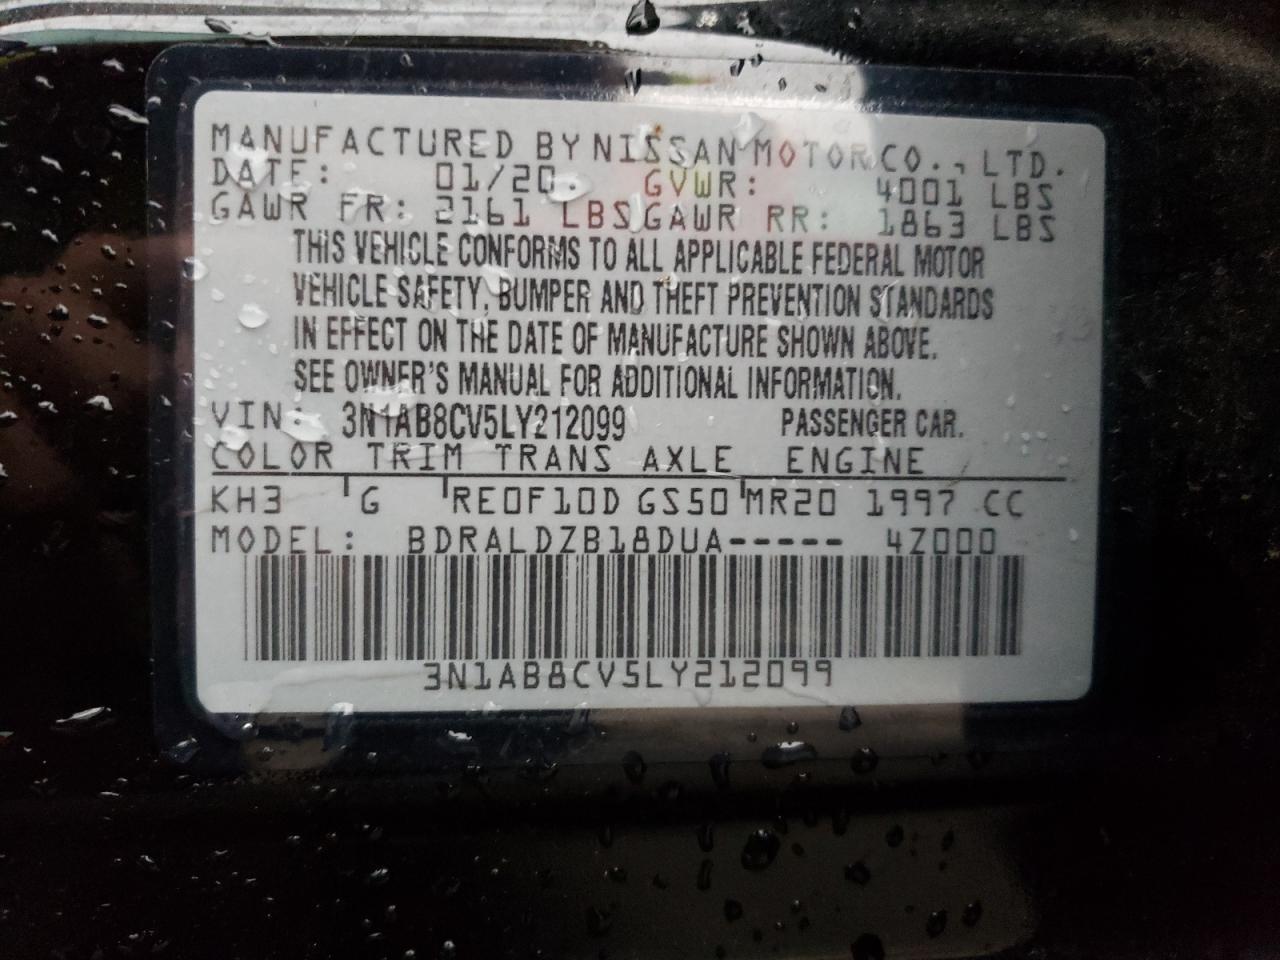 MANUFACTURED BY NISSAN MOTOR CO., LTD.
DATE: 01/20. GVWR: 4001 LBS
GAWR FR: 2161 LBS GAWR RR: 1863 LBS
THIS VEHICLE CONFORMS TO ALL APPLICABLE FEDERAL MOTOR
VEHICLE SAFETY, BUMPER AND THEFT PREVENTION STANDARDS
IN EFFECT ON THE DATE OF MANUFACTURE SHOWN ABOVE.
SEE OWNER'S MANUAL FOR ADDITIONAL INFORMATION.
VIN: 3N1AB8CV5LY212099 PASSENGER CAR.
COLOR TRIM TRANS AXLE ENGINE
KH3 G RE0F10D GS50 MR20 1997 CC
MODEL: BDRALDZB18DUA----- 4Z000
3N1AB8CV5LY212099